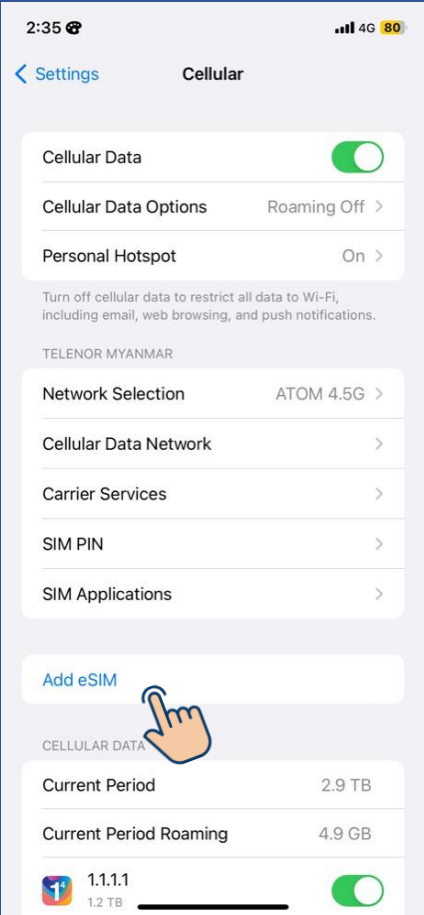 2:35
4G 80
Settings
Cellular
Cellular Data
Cellular Data Options Roaming Off
Personal Hotspot On
Turn off cellular data to restrict all data to Wi-Fi,
including email, web browsing, and push notifications.
TELENOR MYANMAR
Network Selection ATOM 4.5G
Cellular Data Network
Carrier Services
SIM PIN
SIM Applications
Add eSIM
CELLULAR DATA
Current Period 2.9 TB
Current Period Roaming 4.9 GB
1.1.1.1
1.2 TB